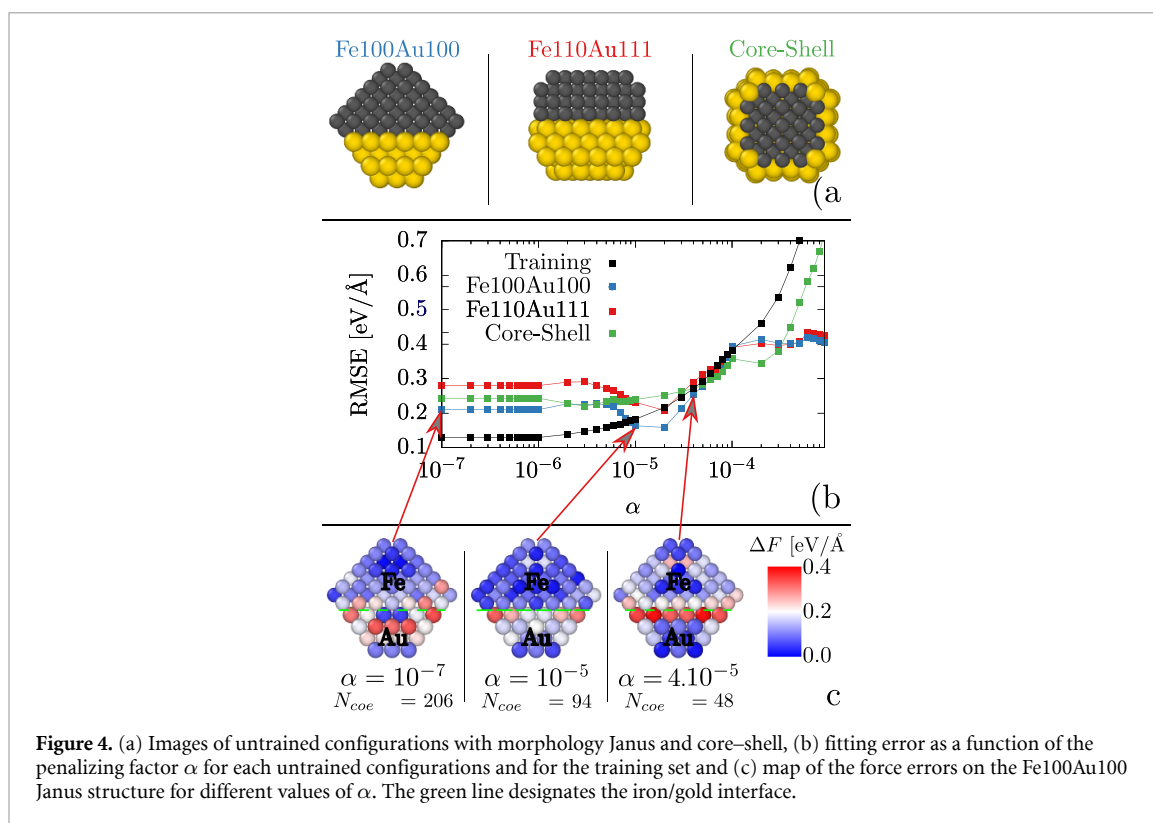 Fe100Au100 Fe110Au111 Core-Shell
(a
0.7
0.6
0.5
0.4
0.3
0.2
0.1
RMSE [eV/Å]
Training
Fe100Au100
Fe110Au111
Core-Shell
10⁻⁷ 10⁻⁶ 10⁻⁵ 10⁻⁴
α
(b
Fe Fe Fe
Au Au Au
ΔF [eV/Å
0.4
0.2
0.0
α = 10⁻⁷ α = 10⁻⁵ α = 4.10⁻⁵
N_coe = 206 N_coe = 94 N_coe = 48
c
Figure 4. (a) Images of untrained configurations with morphology Janus and core–shell, (b) fitting error as a function of the
penalizing factor α for each untrained configurations and for the training set and (c) map of the force errors on the Fe100Au100
Janus structure for different values of α. The green line designates the iron/gold interface.